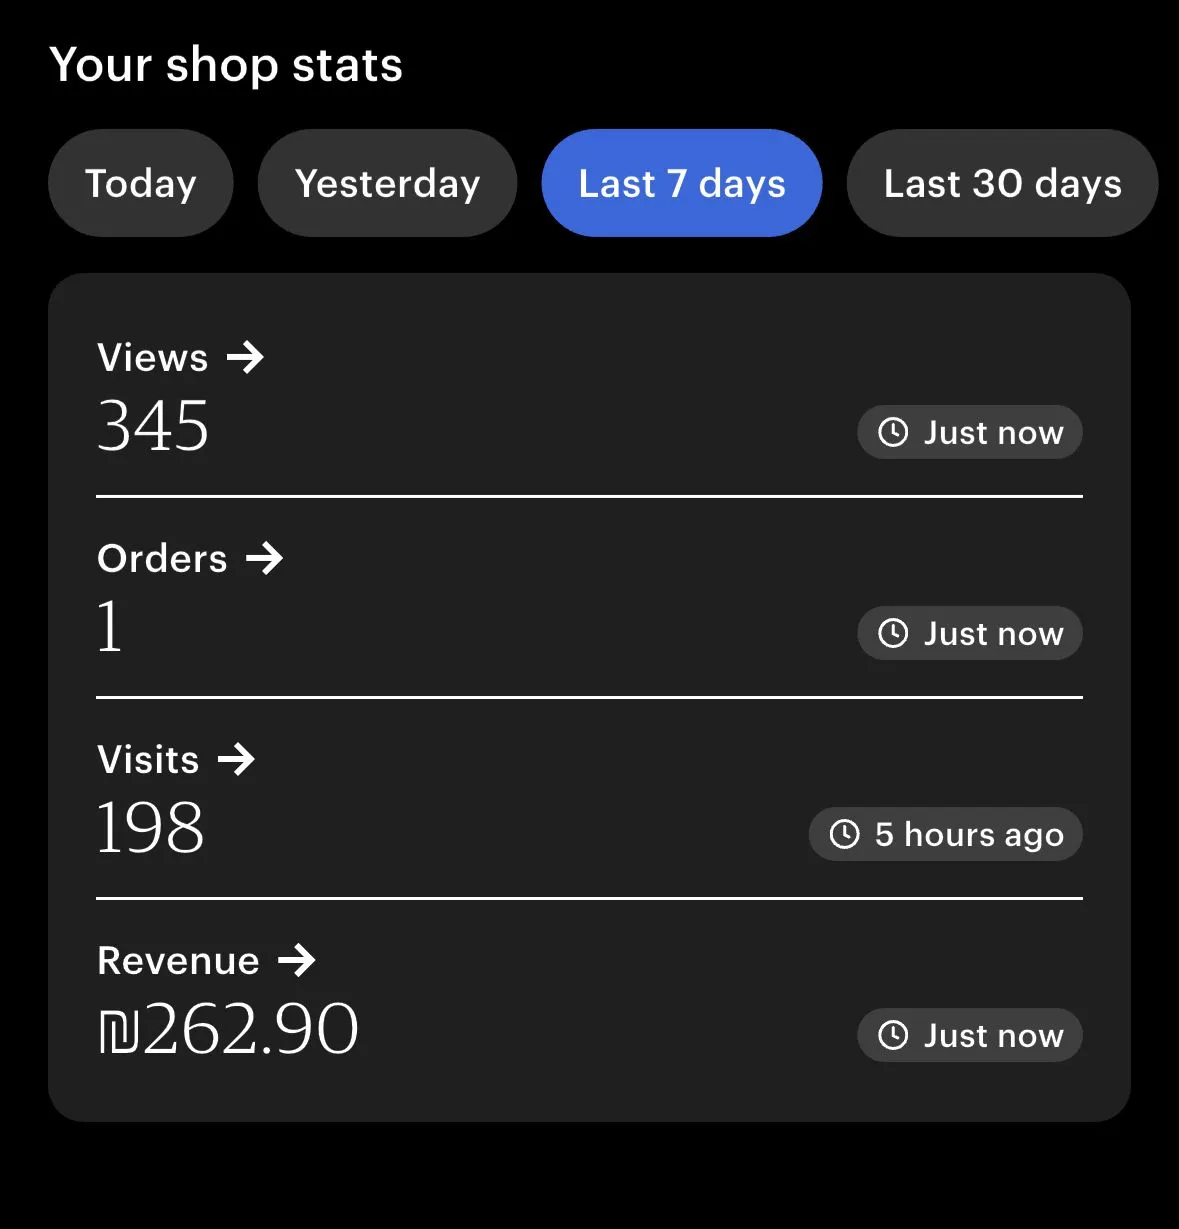 Your shop stats
Today Yesterday Last 7 days Last 30 days
Views →
345
Just now
Orders →
1
Just now
Visits →
198
5 hours ago
Revenue →
₪262.90
Just now